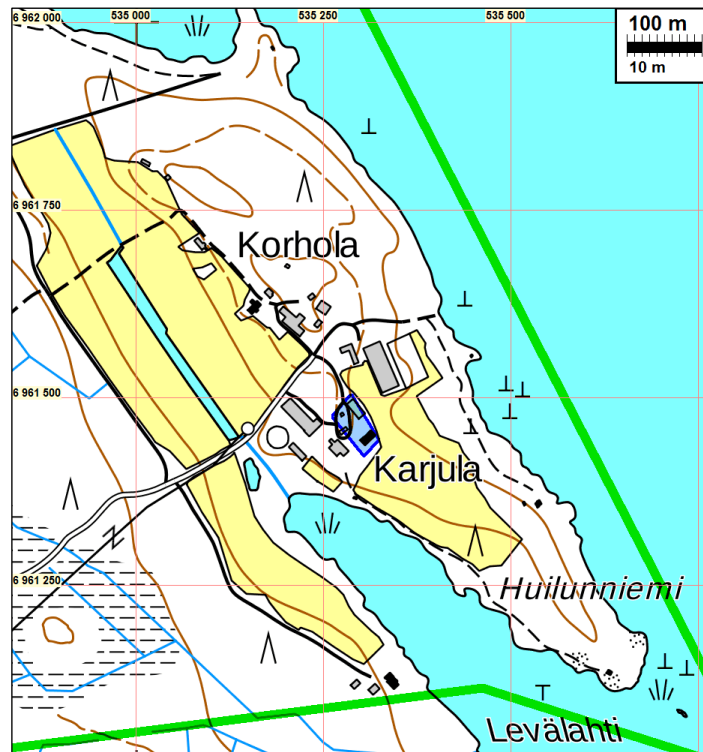 6 962 000
535 000
535 250
535 500
100 m
10 m
6 961 750
Korhola
6 961 500
Karjula
6 961 250
Huilunniemi
Levälahti